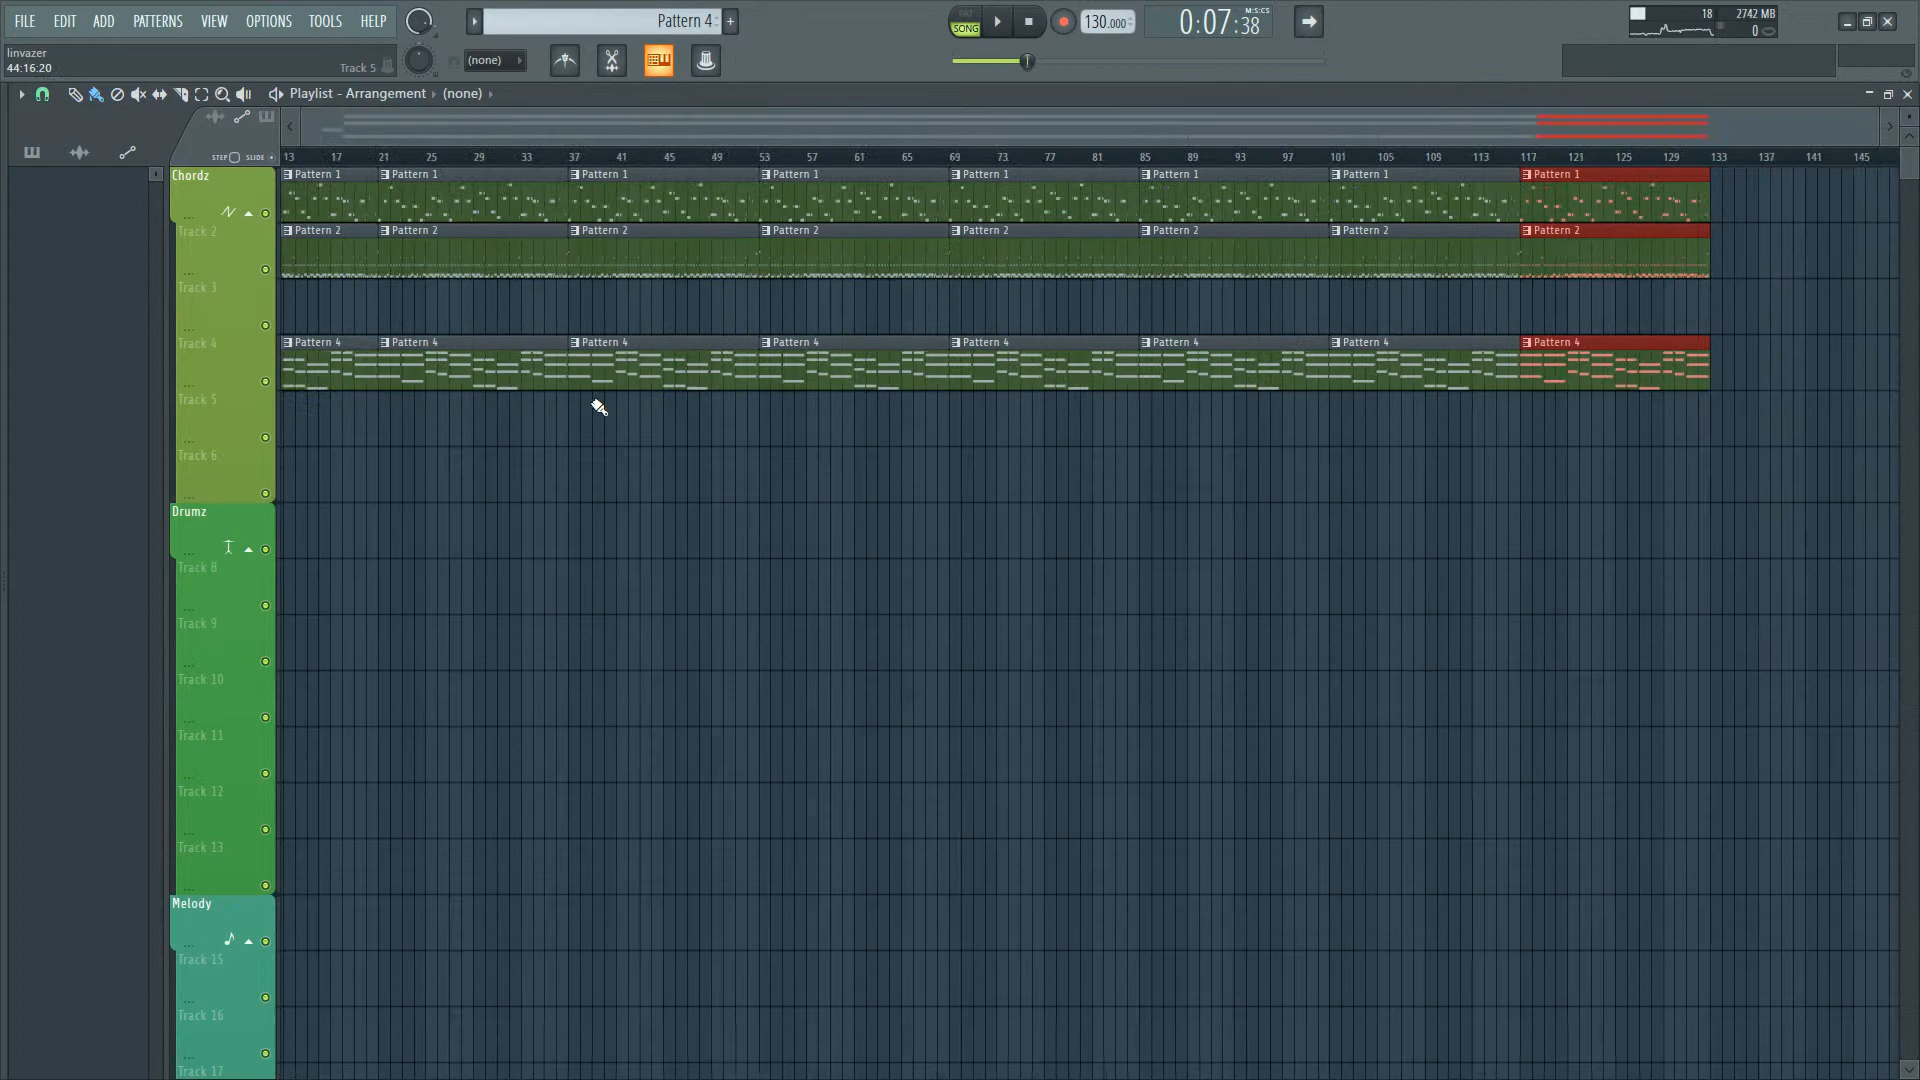 FILE EDIT ADD PATTERNS VIEW OPTIONS TOOLS HELP
Pattern 4
PAT
SONG
130.000
M:S:CS
0:07:38
18
2742 MB
0
linvazer
44:16:20
Track 5
(none)
Playlist - Arrangement
(none)
STEP
SLIDE
13 17 21 25 29 33 37 41 45 49 53 57 61 65 69 73 77 81 85 89 93 97 101 105 109 113 117 121 125 129 133 137 141 145
Chordz
Pattern 1 Pattern 1 Pattern 1 Pattern 1 Pattern 1 Pattern 1 Pattern 1 Pattern 1
Track 2
Pattern 2 Pattern 2 Pattern 2 Pattern 2 Pattern 2 Pattern 2 Pattern 2 Pattern 2
Track 3
Track 4
Pattern 4 Pattern 4 Pattern 4 Pattern 4 Pattern 4 Pattern 4 Pattern 4 Pattern 4
Track 5
Track 6
Drumz
Track 8
Track 9
Track 10
Track 11
Track 12
Track 13
Melody
Track 15
Track 16
Track 17